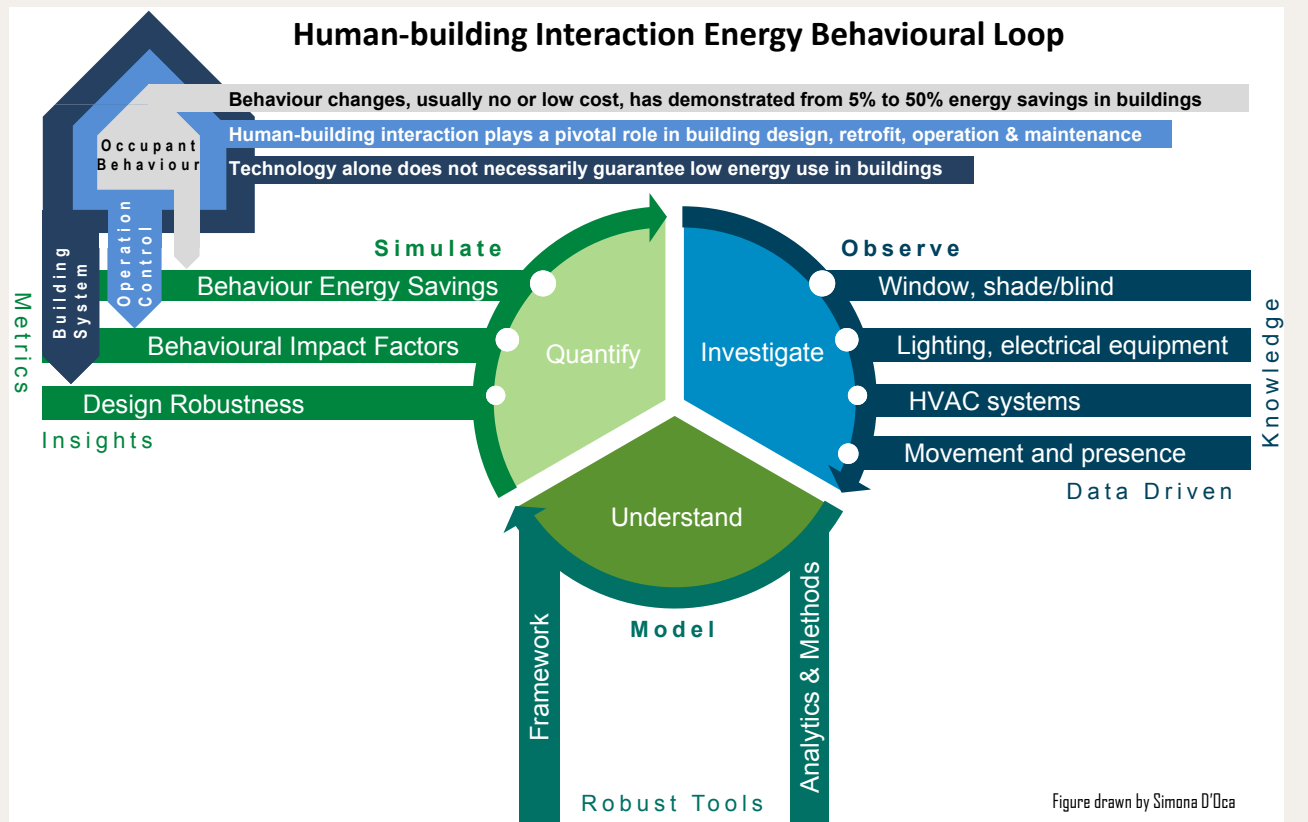 Human-building Interaction Energy Behavioural Loop
Behaviour changes, usually no or low cost, has demonstrated from 5% to 50% energy savings in buildings
Human-building interaction plays a pivotal role in building design, retrofit, operation & maintenance
Technology alone does not necessarily guarantee low energy use in buildings
Occupant
Behaviour
Operation
Control
Building
System
Simulate
Observe
Metrics
Behaviour Energy Savings
Behavioural Impact Factors
Design Robustness
Insights
Quantify
Investigate
Understand
Window, shade/blind
Lighting, electrical equipment
HVAC systems
Movement and presence
Knowledge
Data Driven
Model
Framework
Analytics & Methods
Robust Tools
Figure drawn by Simona D'Oca